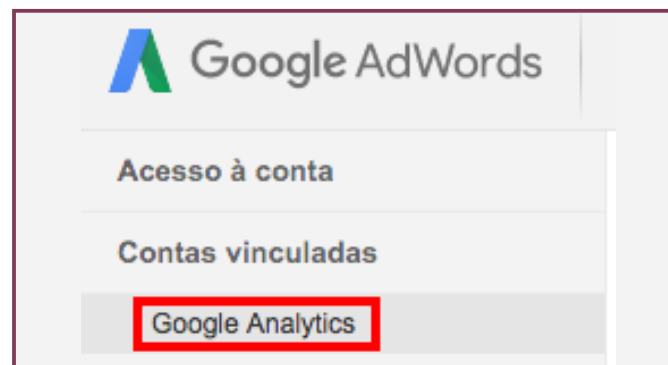 Google AdWords
Acesso à conta
Contas vinculadas
Google Analytics